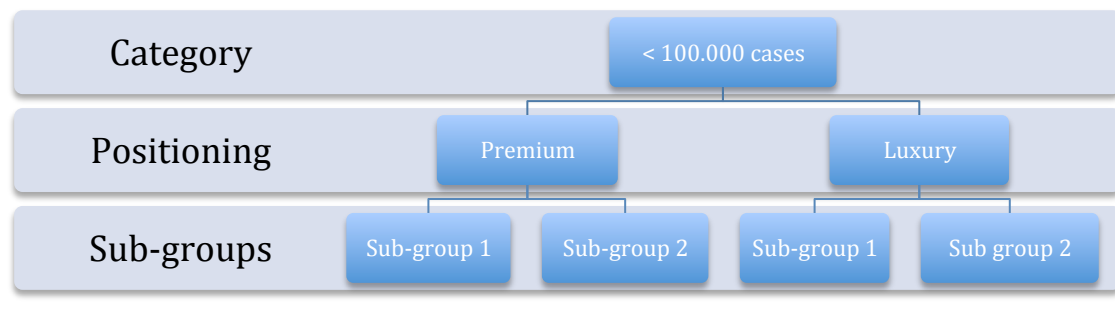 Category
< 100.000 cases
Positioning
Premium
Luxury
Sub-groups
Sub-group 1
Sub-group 2
Sub-group 1
Sub group 2